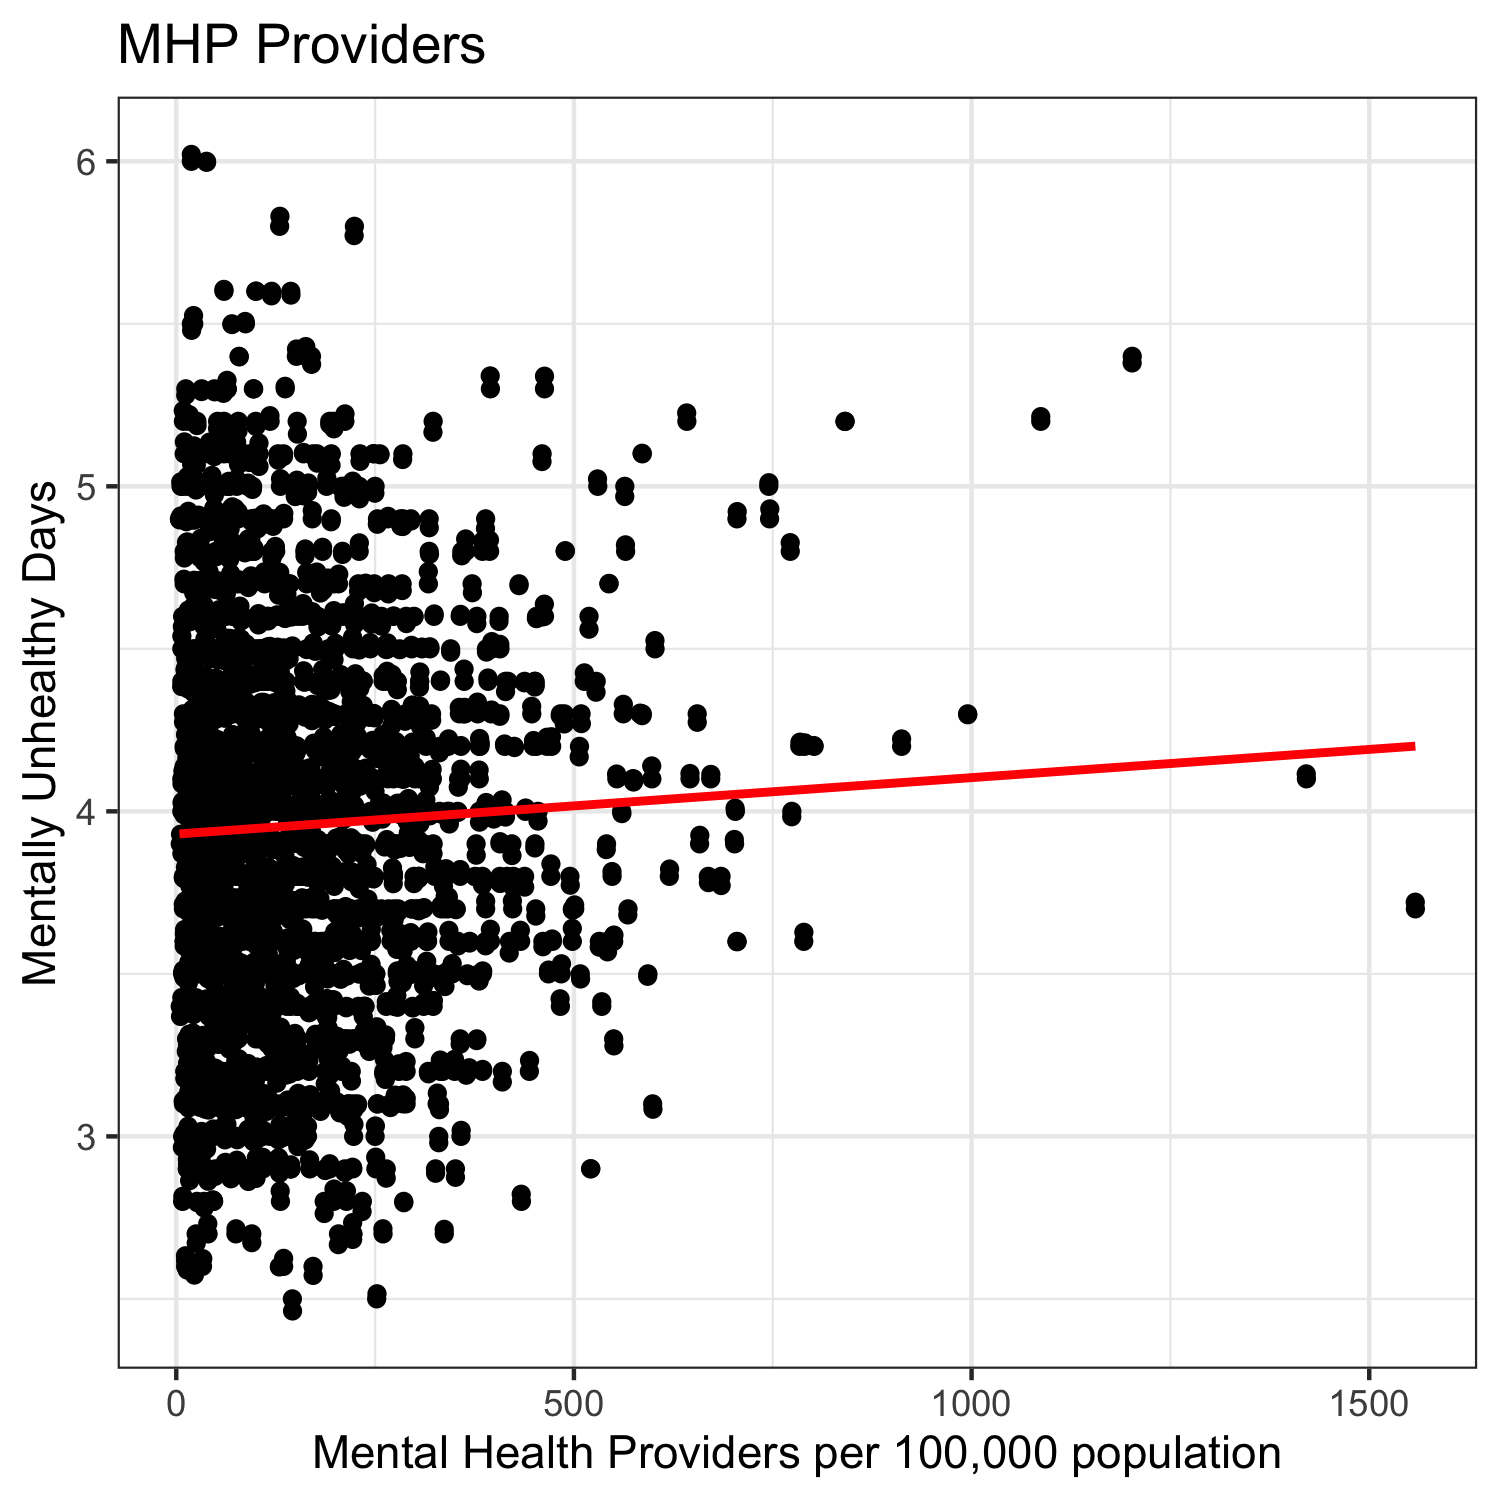 MHP Providers
6
5
4
3
Mentally Unhealthy Days
0 500 1000 1500
Mental Health Providers per 100,000 population